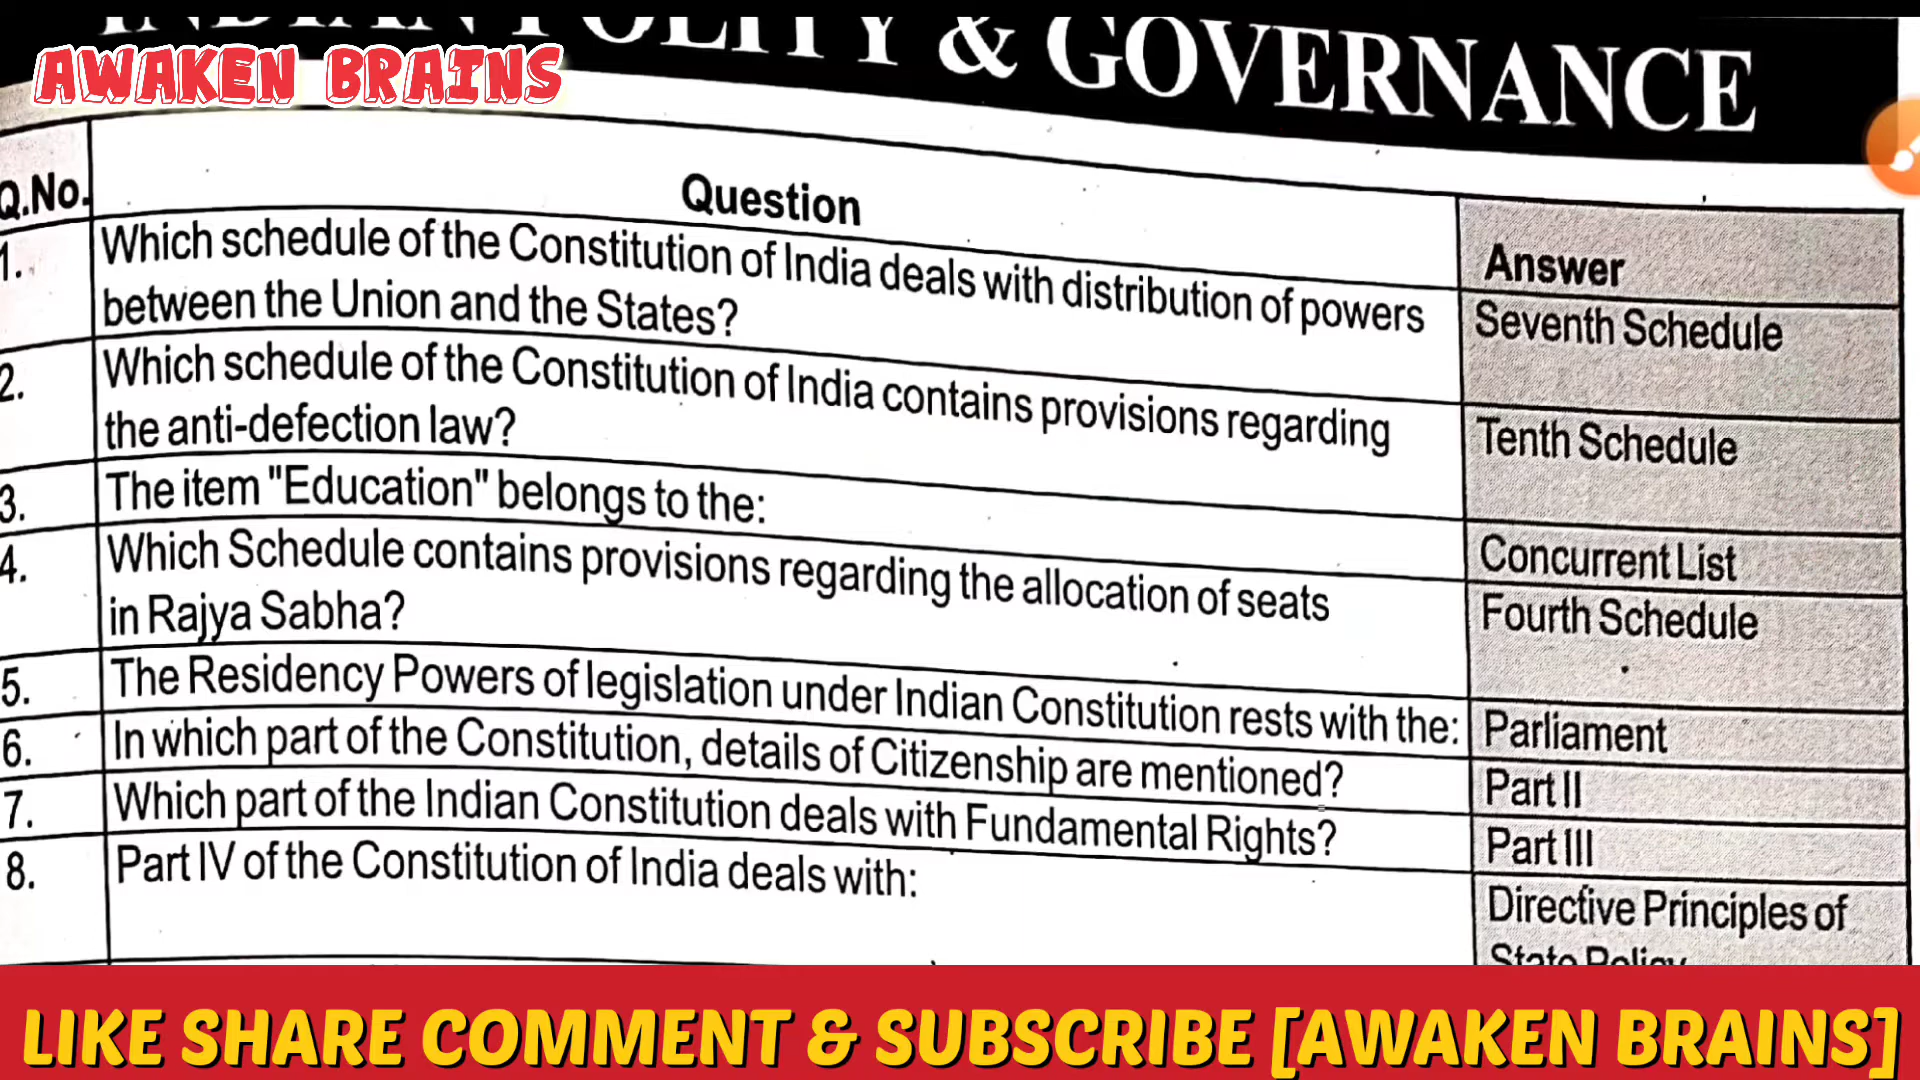 INDIAN POLITY & GOVERNANCE
AWAKEN BRAINS
Q.No.
Question
Answer
1.
Which schedule of the Constitution of India deals with distribution of powers
between the Union and the States?
Seventh Schedule
2.
Which schedule of the Constitution of India contains provisions regarding
the anti-defection law?
Tenth Schedule
3.
The item "Education" belongs to the:
Concurrent List
4.
Which Schedule contains provisions regarding the allocation of seats
in Rajya Sabha?
Fourth Schedule
5.
The Residency Powers of legislation under Indian Constitution rests with the:
Parliament
6.
In which part of the Constitution, details of Citizenship are mentioned?
Part II
7.
Which part of the Indian Constitution deals with Fundamental Rights?
Part III
8.
Part IV of the Constitution of India deals with:
Directive Principles of
State Policy
LIKE SHARE COMMENT & SUBSCRIBE [AWAKEN BRAINS]